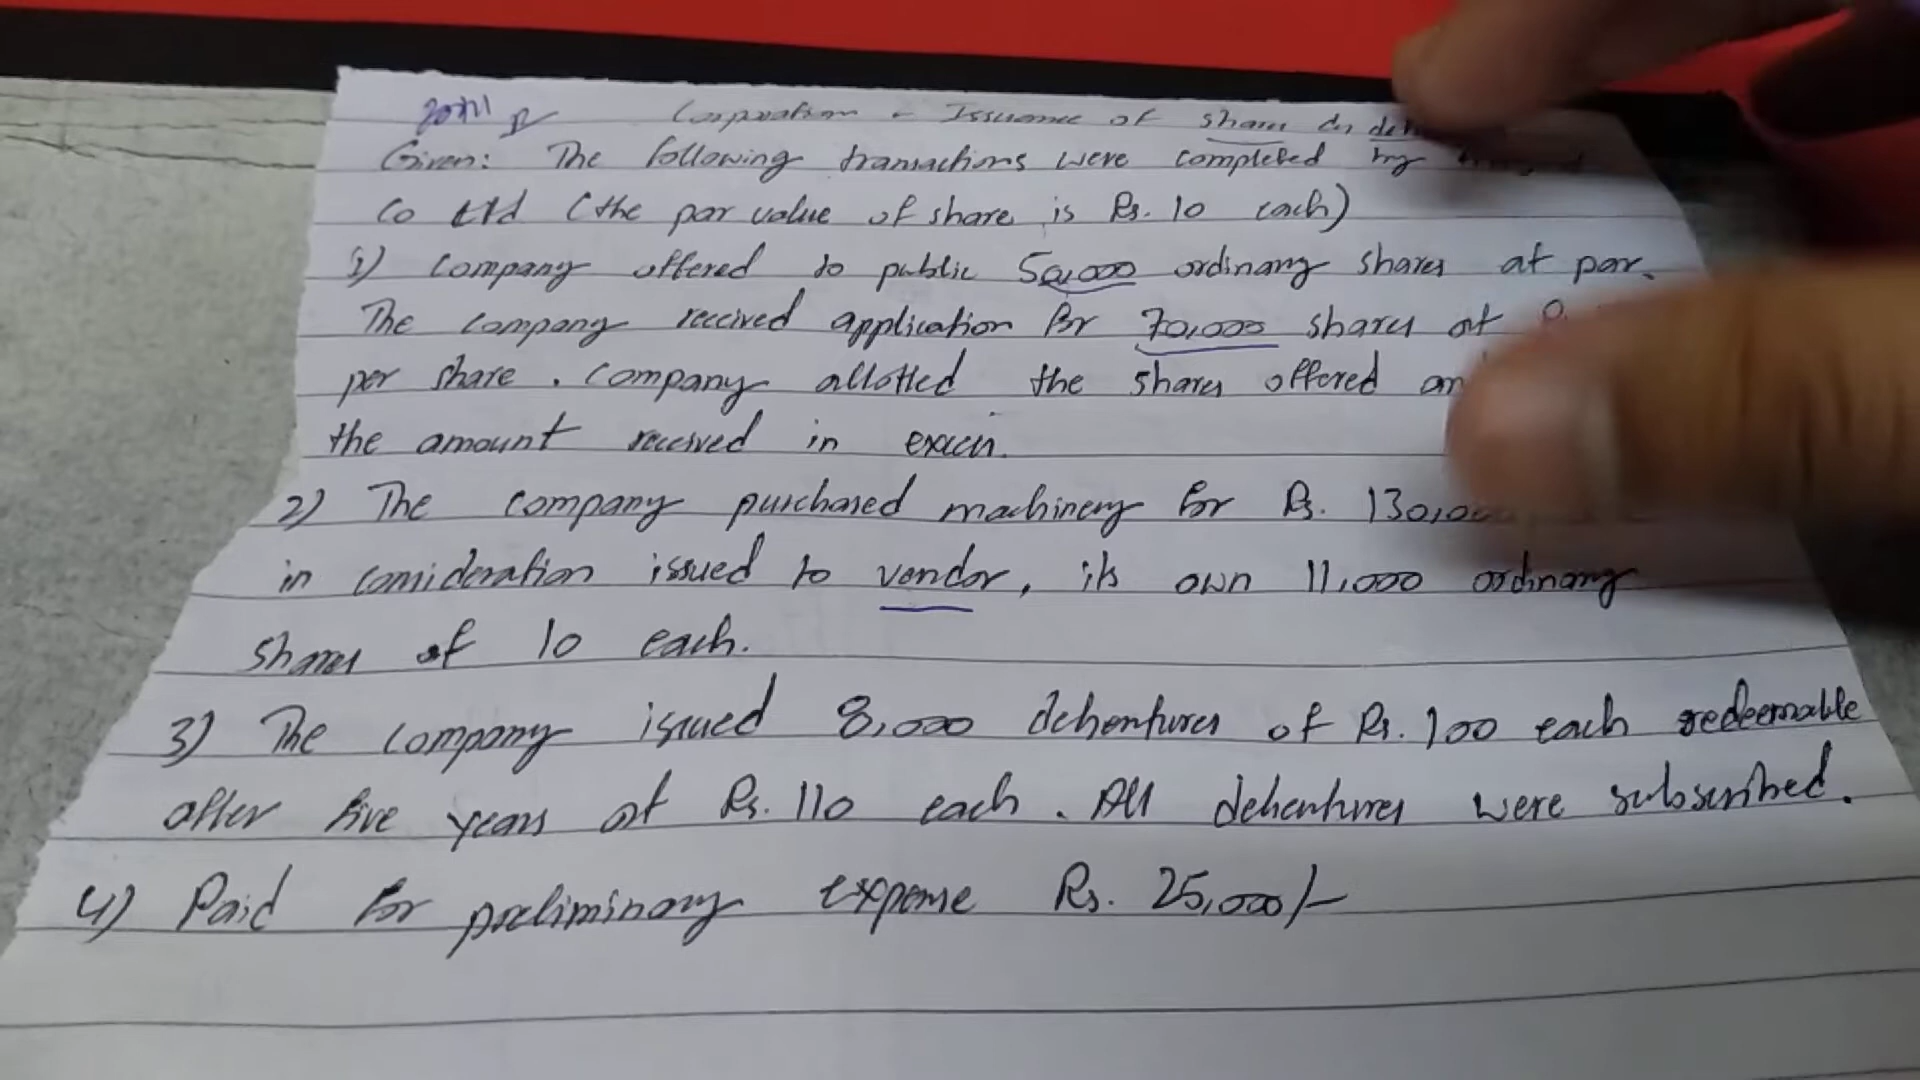 Corporation - Issuance of share &
Given: The following transactions were completed by
Co Ltd (the par value of share is Rs. 10 each)
1) Company offered to public 50,000 ordinary shares at par.
The company received application for 70,000 shares at
per share. Company allotted the shares offered
the amount received in excess.
2) The company purchased machinery for Rs.
in consideration issued to vendor, its own 11,000 ordinary
shares of 10 each.
3) The company issued 8,000 debentures of Rs. 100 each redeemable
after five years at Rs. 110 each. All debentures were subscribed.
4) Paid for preliminary expense Rs. 25,000/-